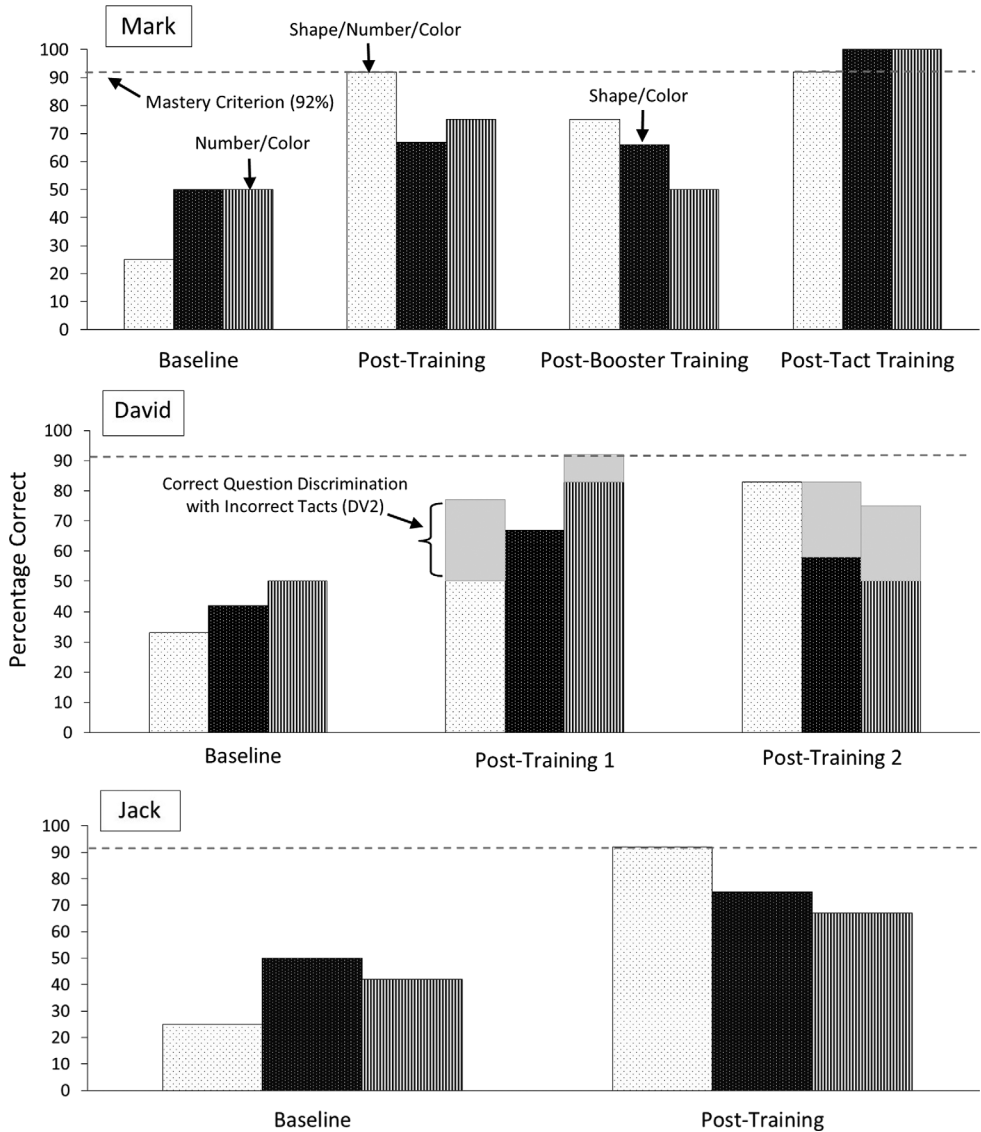 Mark
Shape/Number/Color
100
90
80
70
60
50
40
30
20
10
0
Mastery Criterion (92%)
Number/Color
Shape/Color
Baseline
Post-Training
Post-Booster Training
Post-Tact Training
David
Percentage Correct
100
90
80
70
60
50
40
30
20
10
0
Correct Question Discrimination
with Incorrect Tacts (DV2)
Baseline
Post-Training 1
Post-Training 2
Jack
100
90
80
70
60
50
40
30
20
10
0
Baseline
Post-Training